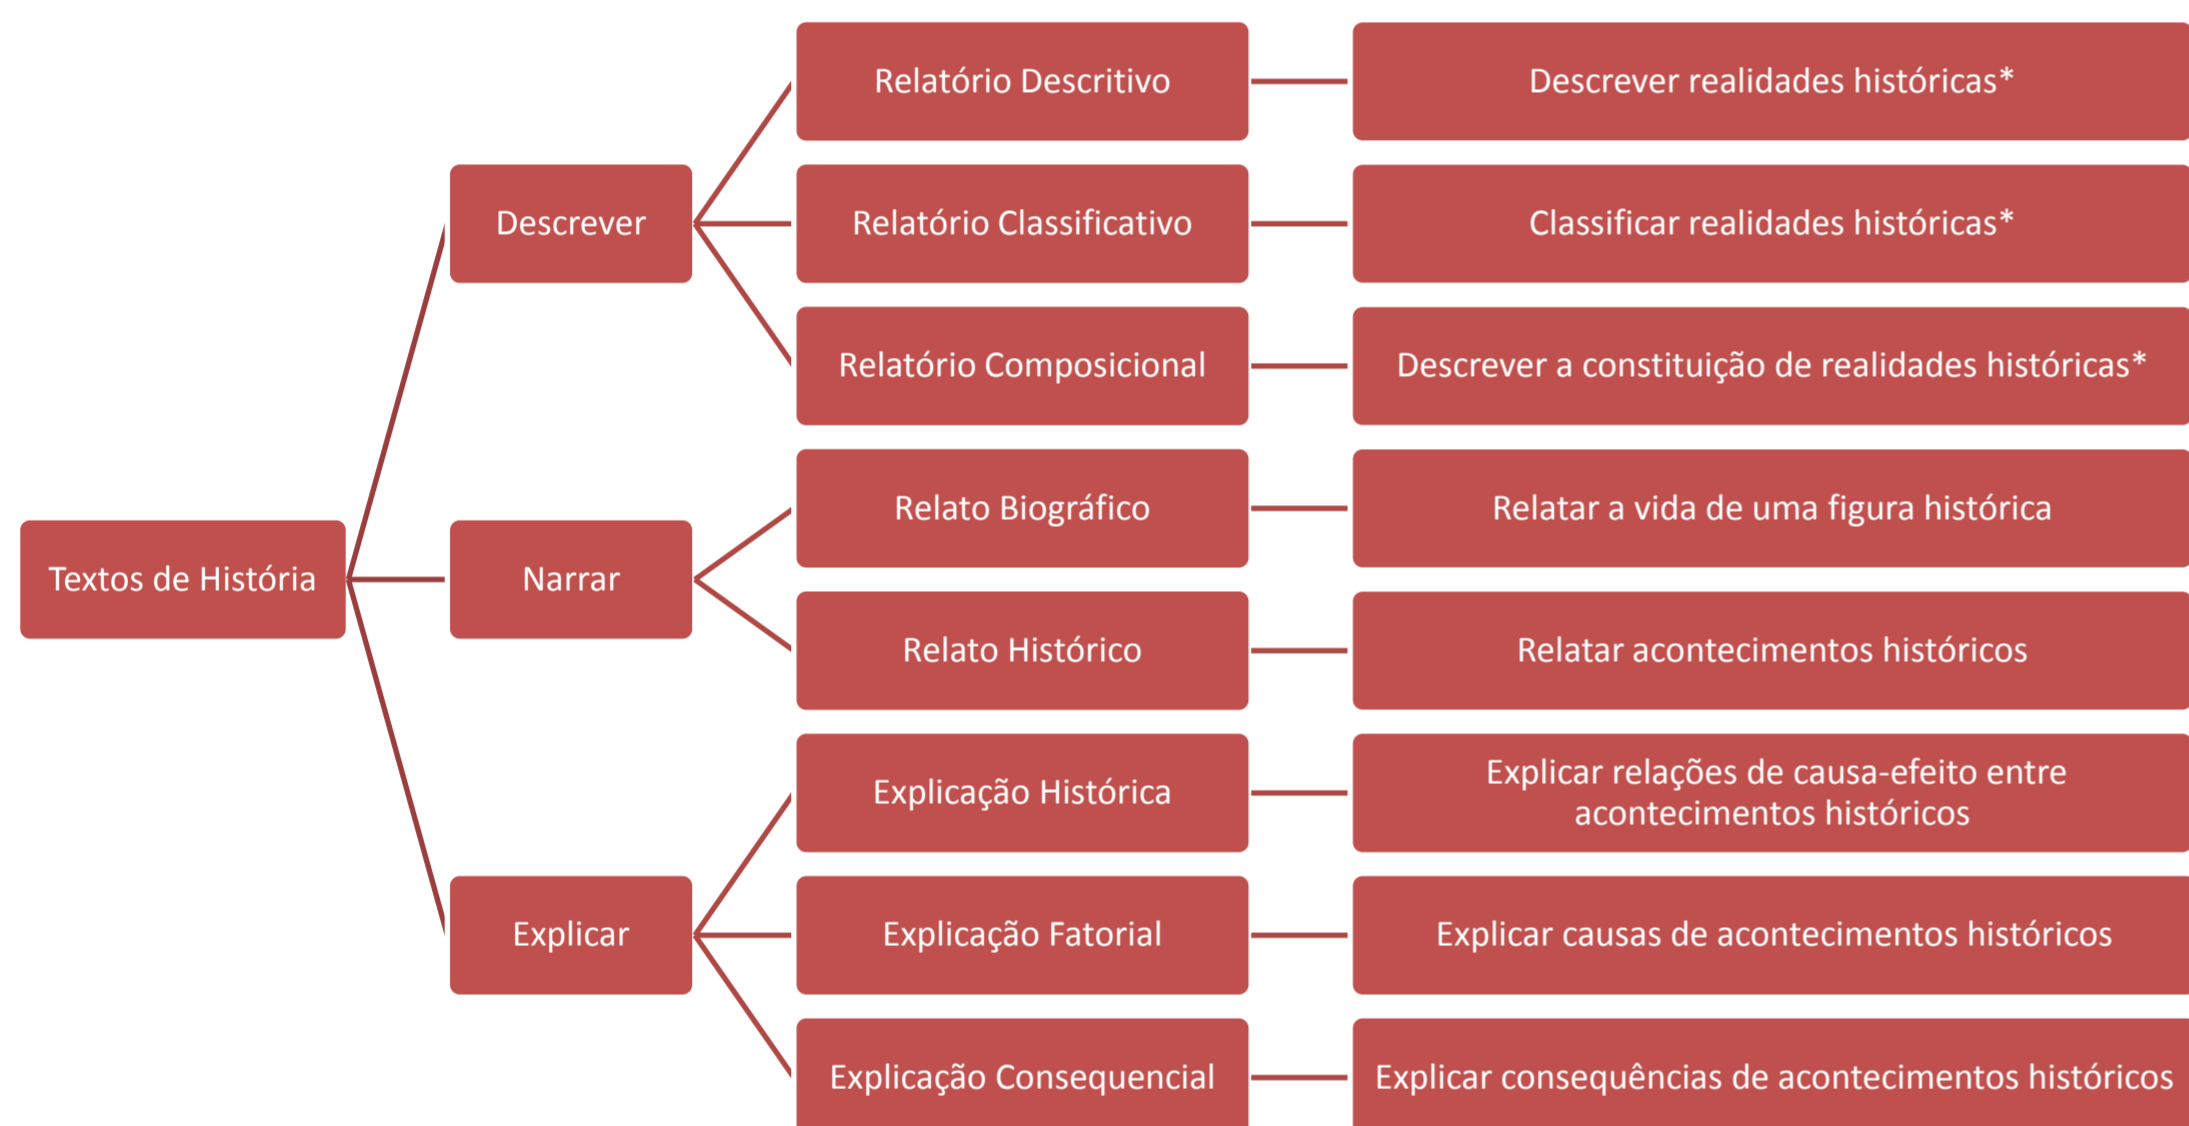 Textos de História
Descrever
Relatório Descritivo
Descrever realidades históricas*
Relatório Classificativo
Classificar realidades históricas*
Relatório Composicional
Descrever a constituição de realidades históricas*
Narrar
Relato Biográfico
Relatar a vida de uma figura histórica
Relato Histórico
Relatar acontecimentos históricos
Explicar
Explicação Histórica
Explicar relações de causa-efeito entre
acontecimentos históricos
Explicação Fatorial
Explicar causas de acontecimentos históricos
Explicação Consequencial
Explicar consequências de acontecimentos históricos